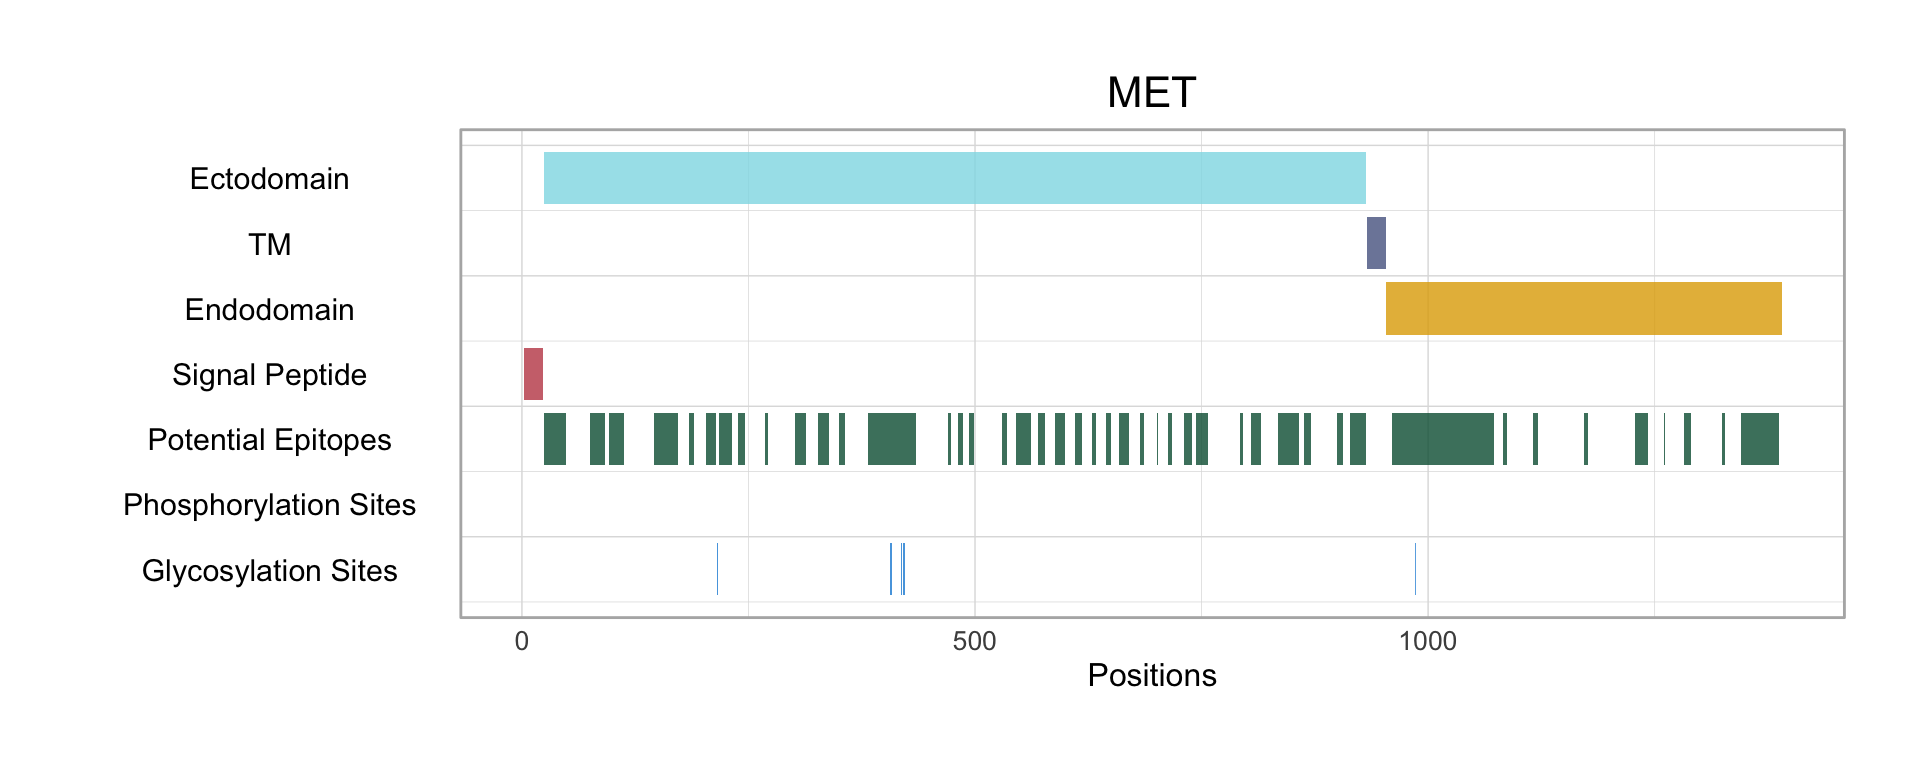 MET
Ectodomain
TM
Endodomain
Signal Peptide
Potential Epitopes
Phosphorylation Sites
Glycosylation Sites
0 500 1000
Positions